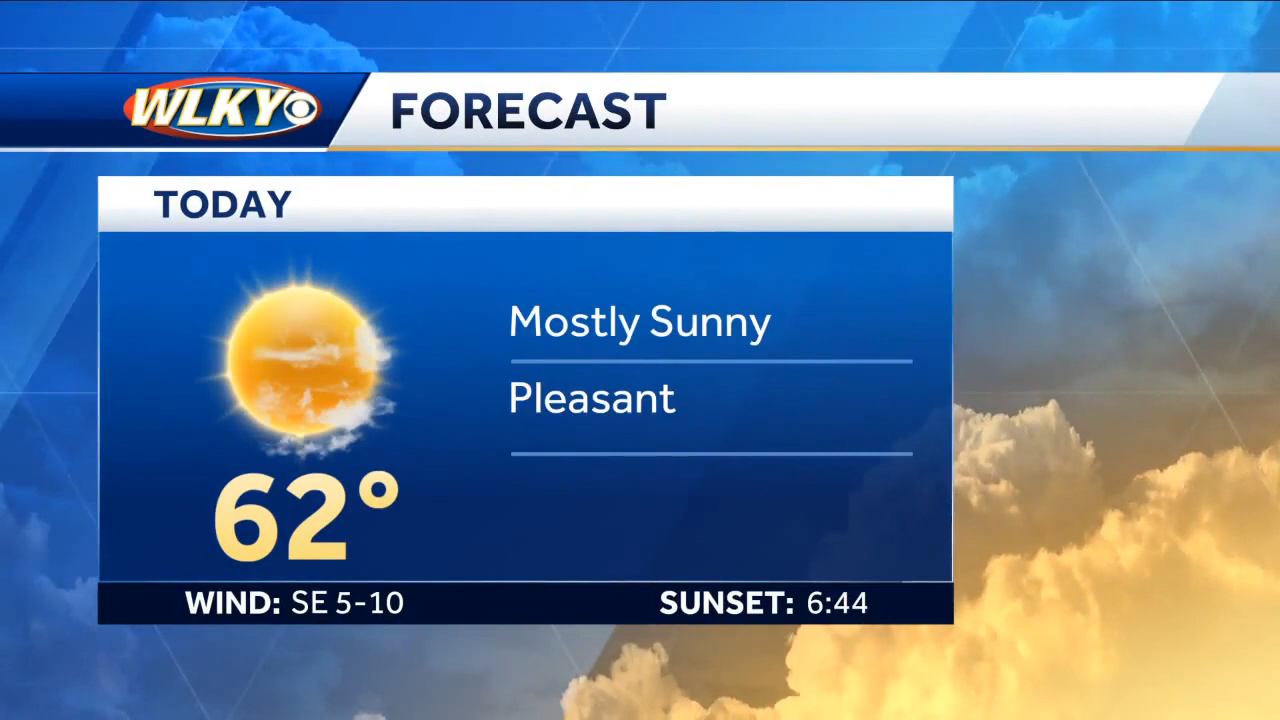 WLKY
FORECAST
TODAY
Mostly Sunny
Pleasant
62°
WIND: SE 5-10
SUNSET: 6:44